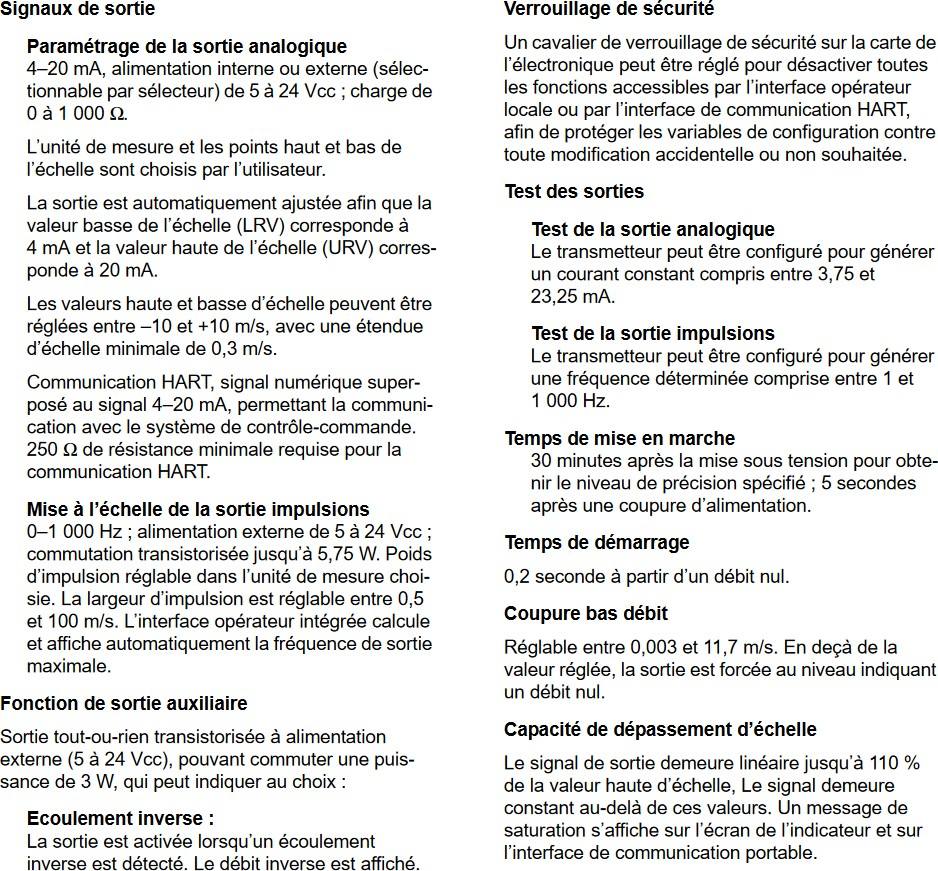 Signaux de sortie
Paramétrage de la sortie analogique
4–20 mA, alimentation interne ou externe (sélec-
tionnable par sélecteur) de 5 à 24 Vcc ; charge de
0 à 1 000 Ω.
L’unité de mesure et les points haut et bas de
l’échelle sont choisis par l’utilisateur.
La sortie est automatiquement ajustée afin que la
valeur basse de l’échelle (LRV) corresponde à
4 mA et la valeur haute de l’échelle (URV) corres-
ponde à 20 mA.
Les valeurs haute et basse d’échelle peuvent être
réglées entre –10 et +10 m/s, avec une étendue
d’échelle minimale de 0,3 m/s.
Communication HART, signal numérique super-
posé au signal 4–20 mA, permettant la communi-
cation avec le système de contrôle-commande.
250 Ω de résistance minimale requise pour la
communication HART.
Mise à l’échelle de la sortie impulsions
0–1 000 Hz ; alimentation externe de 5 à 24 Vcc ;
commutation transistorisée jusqu’à 5,75 W. Poids
d’impulsion réglable dans l’unité de mesure choi-
sie. La largeur d’impulsion est réglable entre 0,5
et 100 m/s. L’interface opérateur intégrée calcule
et affiche automatiquement la fréquence de sortie
maximale.
Fonction de sortie auxiliaire
Sortie tout-ou-rien transistorisée à alimentation
externe (5 à 24 Vcc), pouvant commuter une puis-
sance de 3 W, qui peut indiquer au choix :
Ecoulement inverse :
La sortie est activée lorsqu’un écoulement
inverse est détecté. Le débit inverse est affiché.
Verrouillage de sécurité
Un cavalier de verrouillage de sécurité sur la carte de
l’électronique peut être réglé pour désactiver toutes
les fonctions accessibles par l’interface opérateur
locale ou par l’interface de communication HART,
afin de protéger les variables de configuration contre
toute modification accidentelle ou non souhaitée.
Test des sorties
Test de la sortie analogique
Le transmetteur peut être configuré pour générer
un courant constant compris entre 3,75 et
23,25 mA.
Test de la sortie impulsions
Le transmetteur peut être configuré pour générer
une fréquence déterminée comprise entre 1 et
1 000 Hz.
Temps de mise en marche
30 minutes après la mise sous tension pour obte-
nir le niveau de précision spécifié ; 5 secondes
après une coupure d’alimentation.
Temps de démarrage
0,2 seconde à partir d’un débit nul.
Coupure bas débit
Réglable entre 0,003 et 11,7 m/s. En deçà de la
valeur réglée, la sortie est forcée au niveau indiquant
un débit nul.
Capacité de dépassement d’échelle
Le signal de sortie demeure linéaire jusqu’à 110 %
de la valeur haute d’échelle, Le signal demeure
constant au-delà de ces valeurs. Un message de
saturation s’affiche sur l’écran de l’indicateur et sur
l’interface de communication portable.